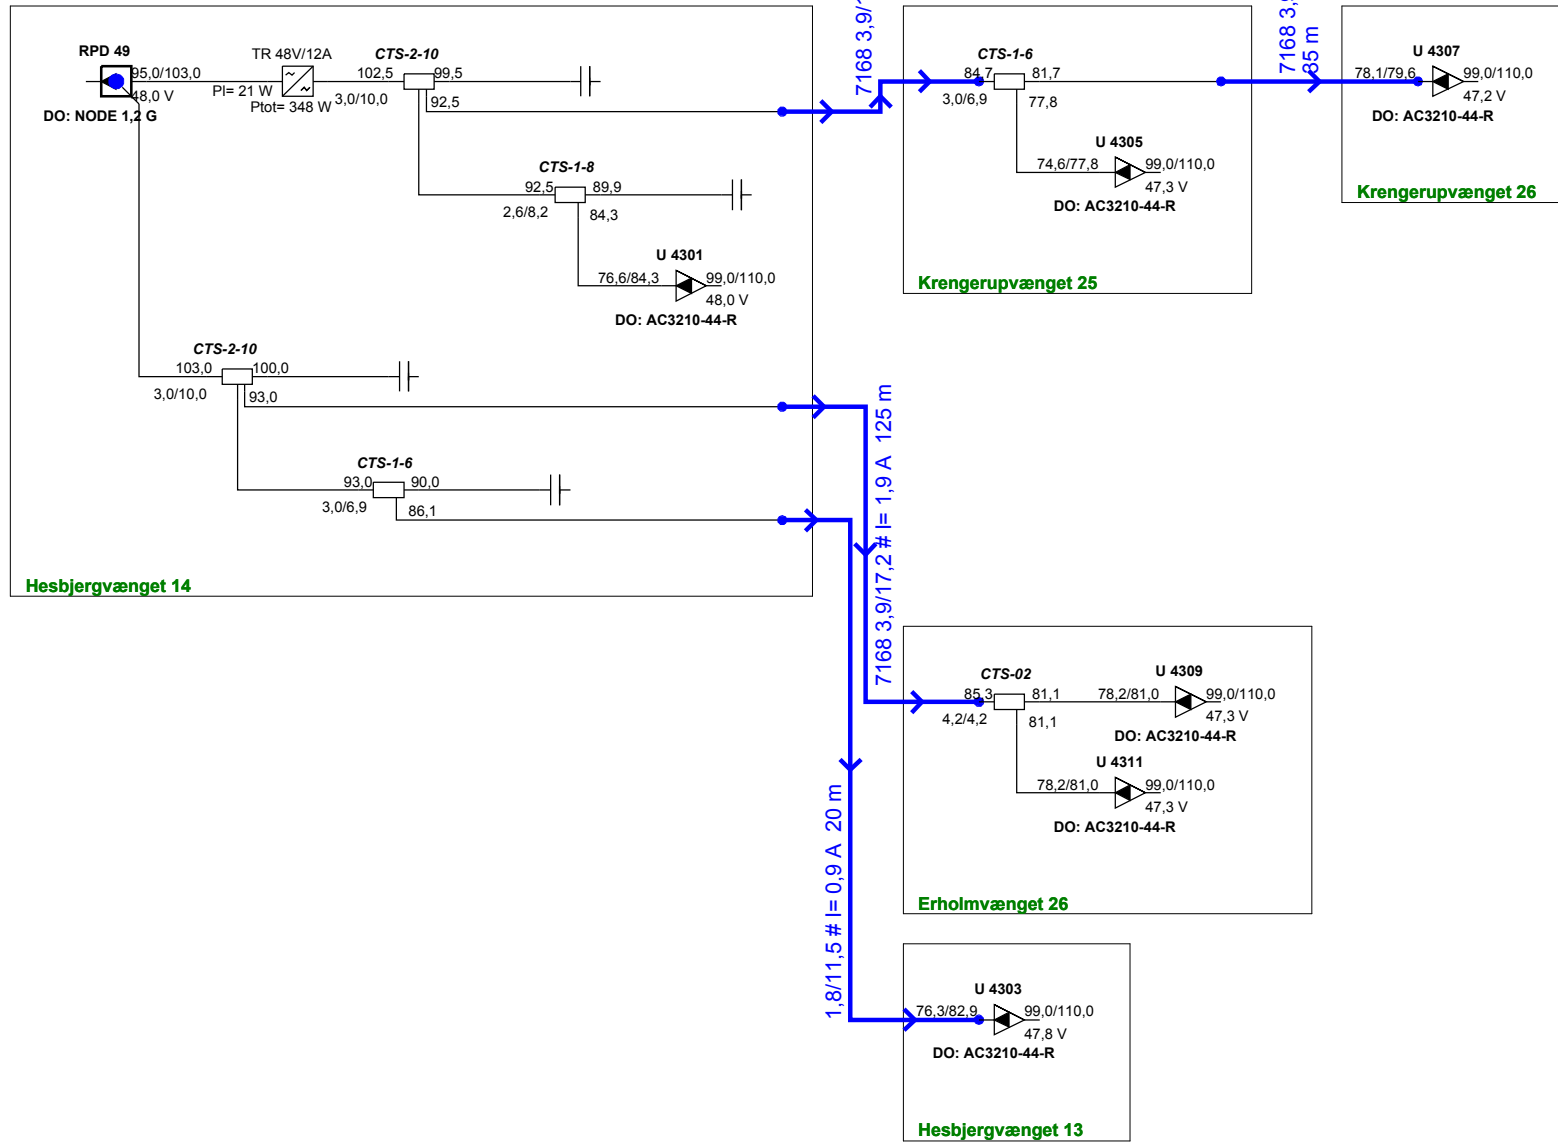 RPD 49
95,0/103,0
48,0 V
DO: NODE 1,2 G
TR 48V/12A
Pl= 21 W
Ptot= 348 W
CTS-2-10
102,5
99,5
3,0/10,0
92,5
CTS-1-8
92,5
89,9
2,6/8,2
84,3
U 4301
76,6/84,3
99,0/110,0
48,0 V
DO: AC3210-44-R
CTS-2-10
103,0
100,0
3,0/10,0
93,0
CTS-1-6
93,0
90,0
3,0/6,9
86,1
Hesbjergvænget 14
7168 3,9/
CTS-1-6
84,7
81,7
3,0/6,9
77,8
U 4305
74,6/77,8
99,0/110,0
47,3 V
DO: AC3210-44-R
Krengerupvænget 25
7168 3,9
85 m
U 4307
78,1/79,6
99,0/110,0
47,2 V
DO: AC3210-44-R
Krengerupvænget 26
7168 3,9/17,2 # I= 1,9 A 125 m
CTS-02
85,3
81,1
4,2/4,2
81,1
U 4309
78,2/81,0
99,0/110,0
47,3 V
DO: AC3210-44-R
U 4311
78,2/81,0
99,0/110,0
47,3 V
DO: AC3210-44-R
Erholmvænget 26
1,8/11,5 # I= 0,9 A 20 m
U 4303
76,3/82,9
99,0/110,0
47,8 V
DO: AC3210-44-R
Hesbjergvænget 13